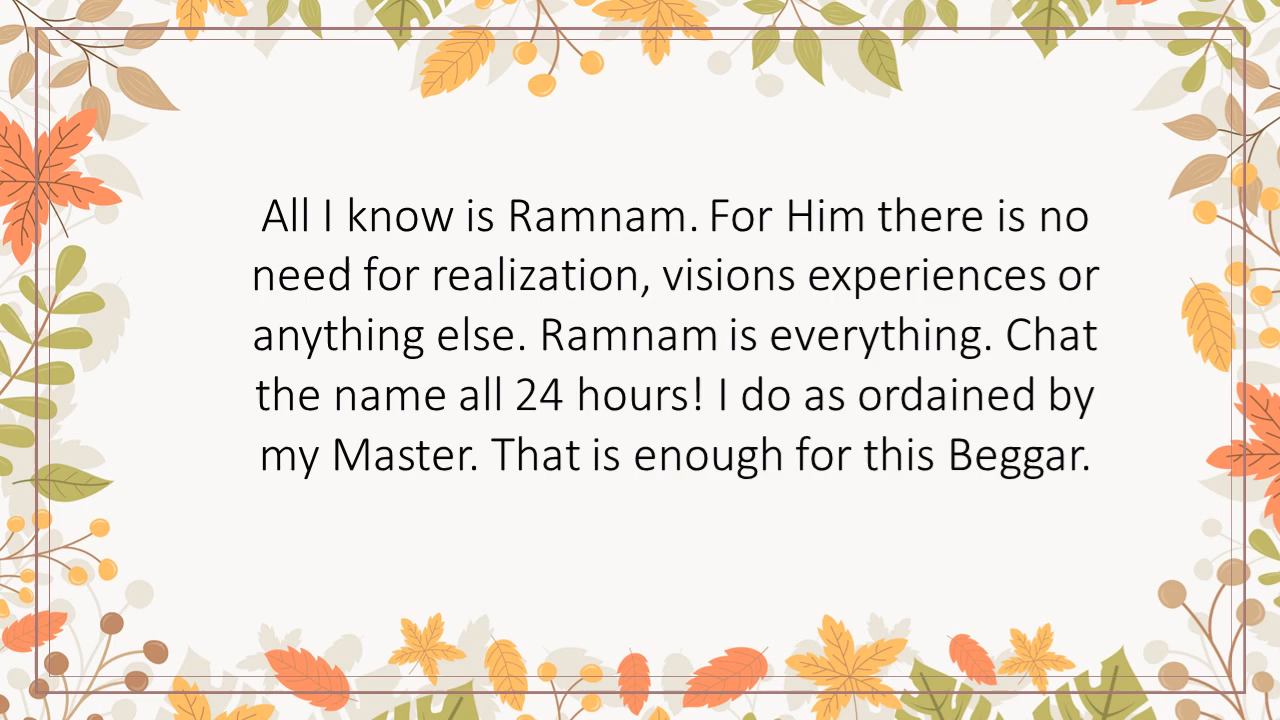 All I know is Ramnam. For Him there is no
need for realization, visions experiences or
anything else. Ramnam is everything. Chat
the name all 24 hours! I do as ordained by
my Master. That is enough for this Beggar.